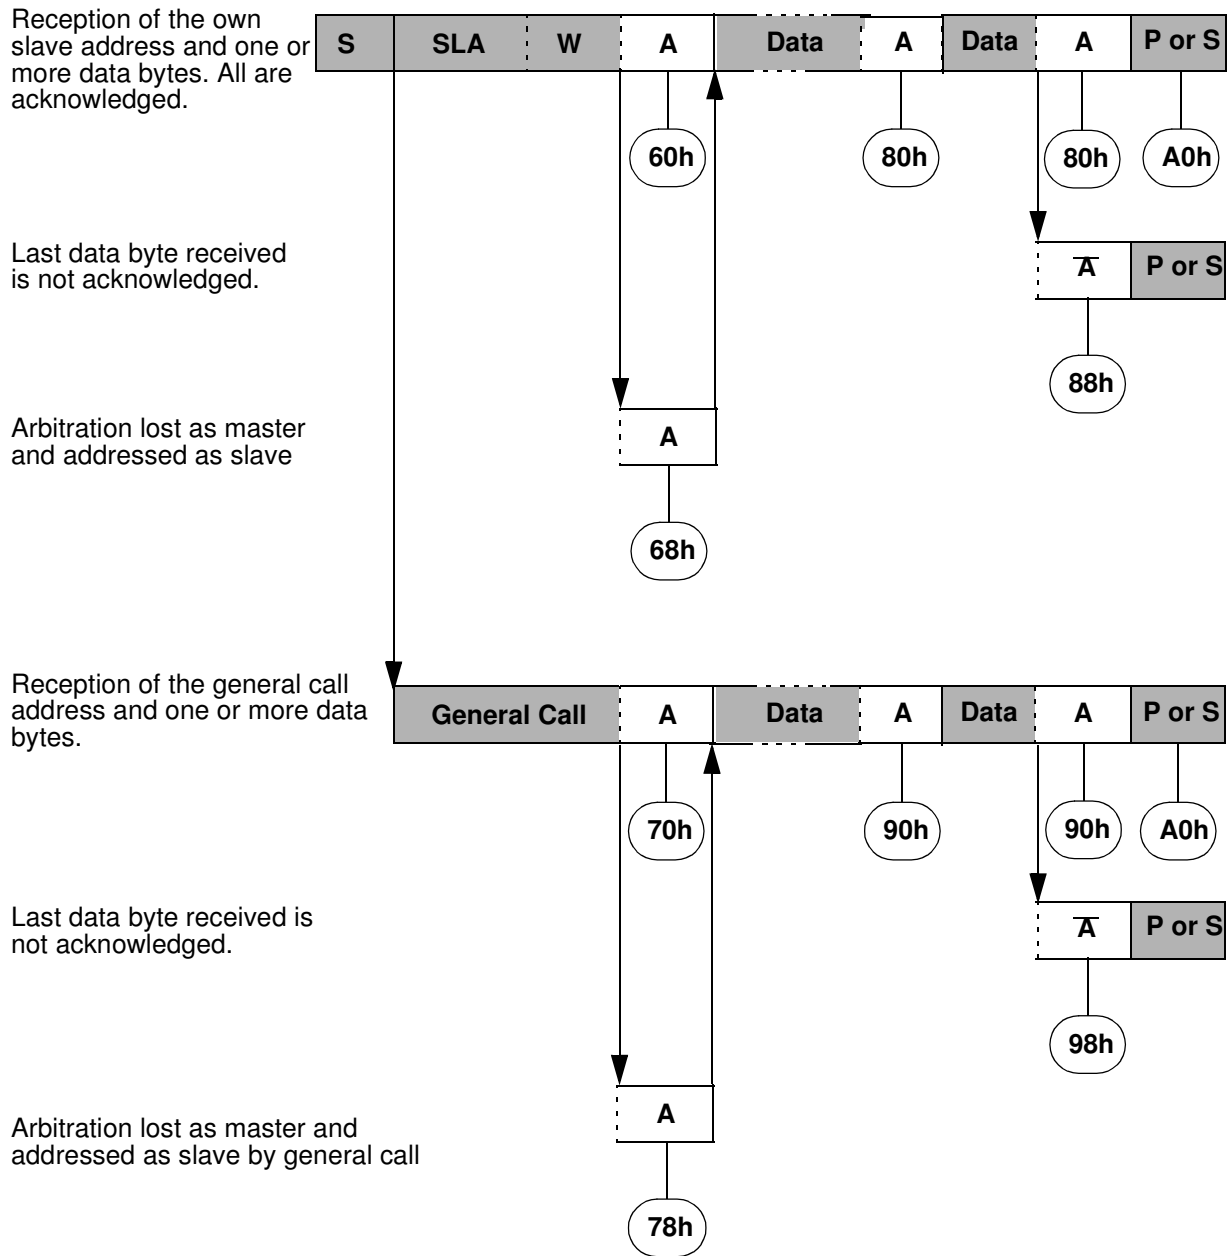 Reception of the own
slave address and one or
more data bytes. All are
acknowledged.
S SLA W A Data A Data A P or S
60h 80h 80h A0h
Last data byte received
is not acknowledged.
A̅ P or S
88h
Arbitration lost as master
and addressed as slave
A
68h
Reception of the general call
address and one or more data
bytes.
General Call A Data A Data A P or S
70h 90h 90h A0h
Last data byte received is
not acknowledged.
A̅ P or S
98h
Arbitration lost as master and
addressed as slave by general call
A
78h